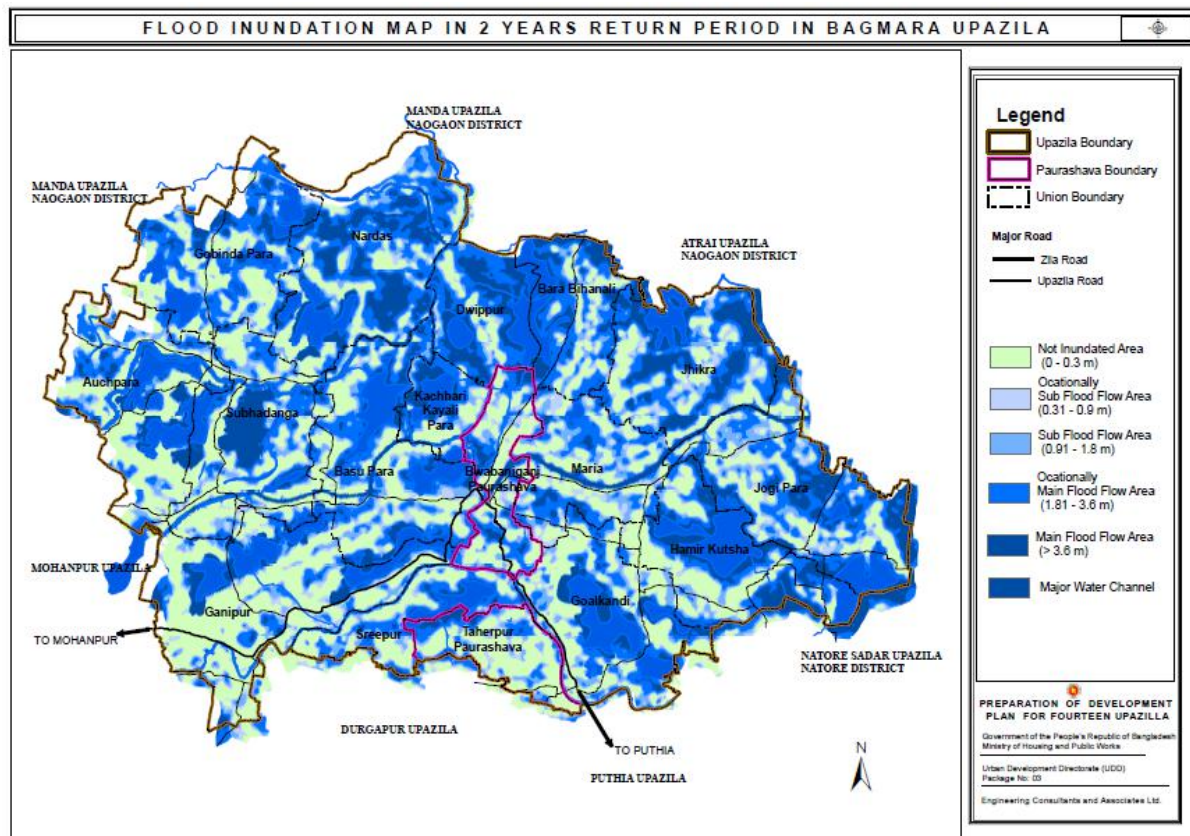 FLOOD INUNDATION MAP IN 2 YEARS RETURN PERIOD IN BAGMARA UPAZILA
MANDA UPAZILA
NAOGAON DISTRICT
MANDA UPAZILA
NAOGAON DISTRICT
ATRAI UPAZILA
NAOGAON DISTRICT
Nardas
Gobinda Para
Bara Bihanali
Dwippur
Jhikra
Auchpara
Kachhari
Kayali
Para
Subhadanga
Basu Para
Bwabaniganj
Paurashava
Maria
Jogi Para
Hamir Kutsha
MOHANPUR UPAZILA
Ganipur
Goalkandi
TO MOHANPUR
Sreepur
Taherpur
Paurashava
NATORE SADAR UPAZILA
NATORE DISTRICT
DURGAPUR UPAZILA
TO PUTHIA
PUTHIA UPAZILA
N
Legend
Upazila Boundary
Paurashava Boundary
Union Boundary
Major Road
Zila Road
Upazila Road
Not Inundated Area
(0 - 0.3 m)
Ocationally
Sub Flood Flow Area
(0.31 - 0.9 m)
Sub Flood Flow Area
(0.91 - 1.8 m)
Ocationally
Main Flood Flow Area
(1.81 - 3.6 m)
Main Flood Flow Area
(> 3.6 m)
Major Water Channel
PREPARATION OF DEVELOPMENT
PLAN FOR FOURTEEN UPAZILLA
Government of the People's Republic of Bangladesh
Ministry of Housing and Public Works
Urban Development Directorate (UDD)
Package No: 03
Engineering Consultants and Associates Ltd.